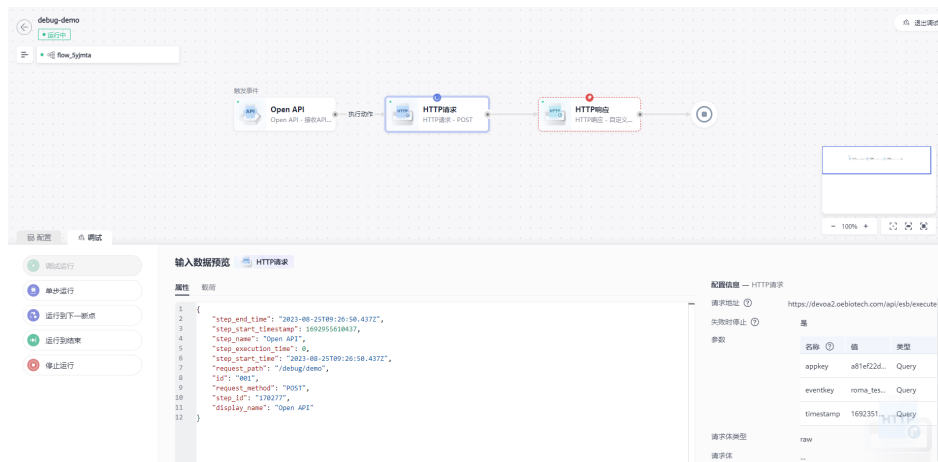 debug-demo
运行中
退出调试
flow_5yjmta
触发事件
Open API
Open API - 接收API...
执行动作
HTTP请求
HTTP请求 - POST
HTTP响应
HTTP响应 - 自定义...
- 100% +
配置
调试
调试运行
单步运行
运行到下一断点
运行到结束
停止运行
输入数据预览 HTTP请求
属性 载荷
1 {
2 "step_end_time": "2023-08-25T09:26:50.437Z",
3 "step_start_timestamp": 1692955610437,
4 "step_name": "Open API",
5 "step_execution_time": 0,
6 "step_start_time": "2023-08-25T09:26:50.437Z",
7 "request_path": "/debug/demo",
8 "id": "001",
9 "request_method": "POST",
10 "step_id": "170277",
11 "display_name": "Open API"
12 }
配置信息 — HTTP请求
请求地址 https://devoa2.oebiotech.com/api/esb/execute
失败时停止 是
参数
名称 值 类型
appkey a81ef22d... Query
eventkey roma_tes... Query
timestamp 1692351... Query
请求体类型 raw
请求体 ...